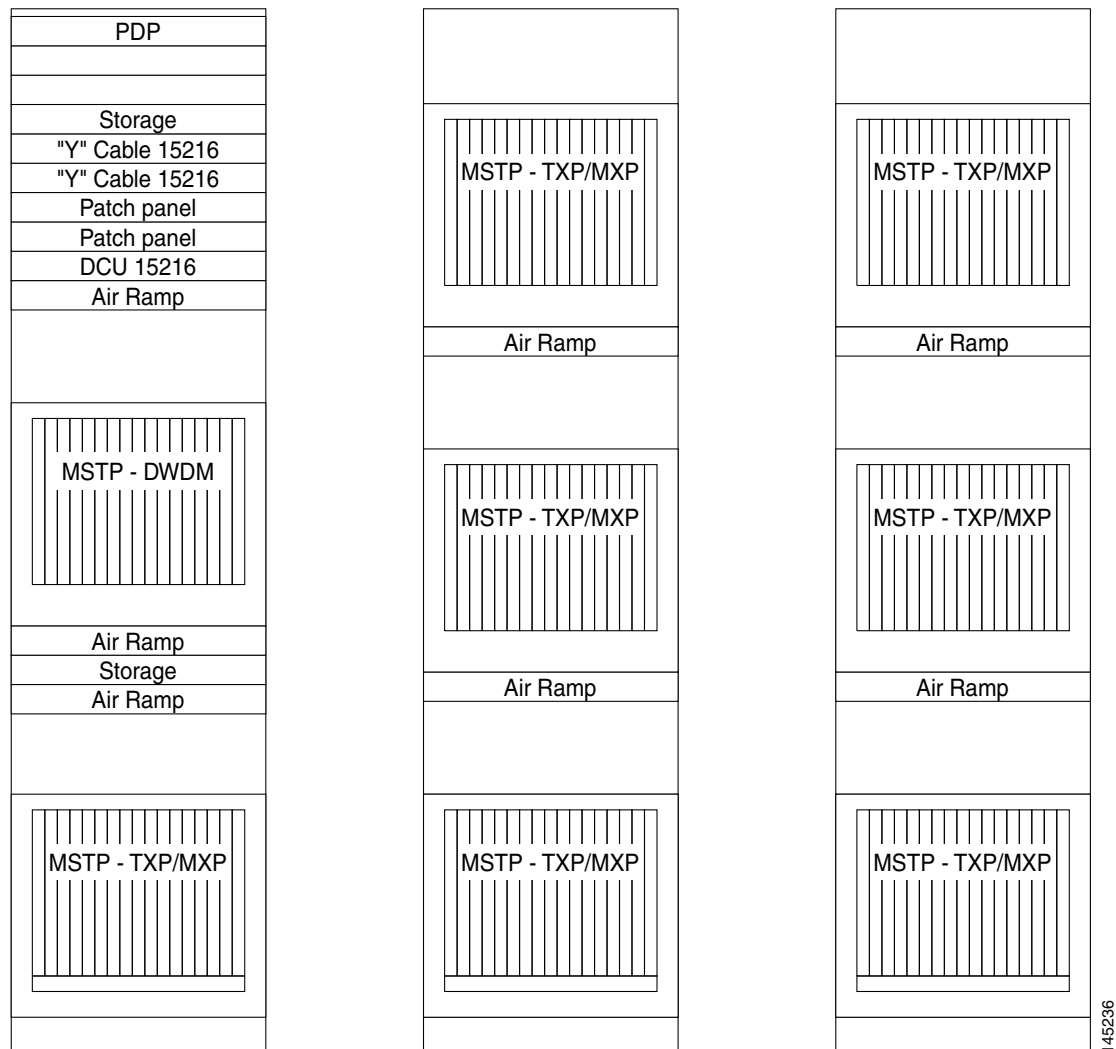 PDP
Storage
"Y" Cable 15216
"Y" Cable 15216
Patch panel
Patch panel
DCU 15216
Air Ramp
MSTP - DWDM
Air Ramp
Storage
Air Ramp
MSTP - TXP/MXP
MSTP - TXP/MXP
Air Ramp
MSTP - TXP/MXP
Air Ramp
MSTP - TXP/MXP
MSTP - TXP/MXP
Air Ramp
MSTP - TXP/MXP
Air Ramp
MSTP - TXP/MXP
145236